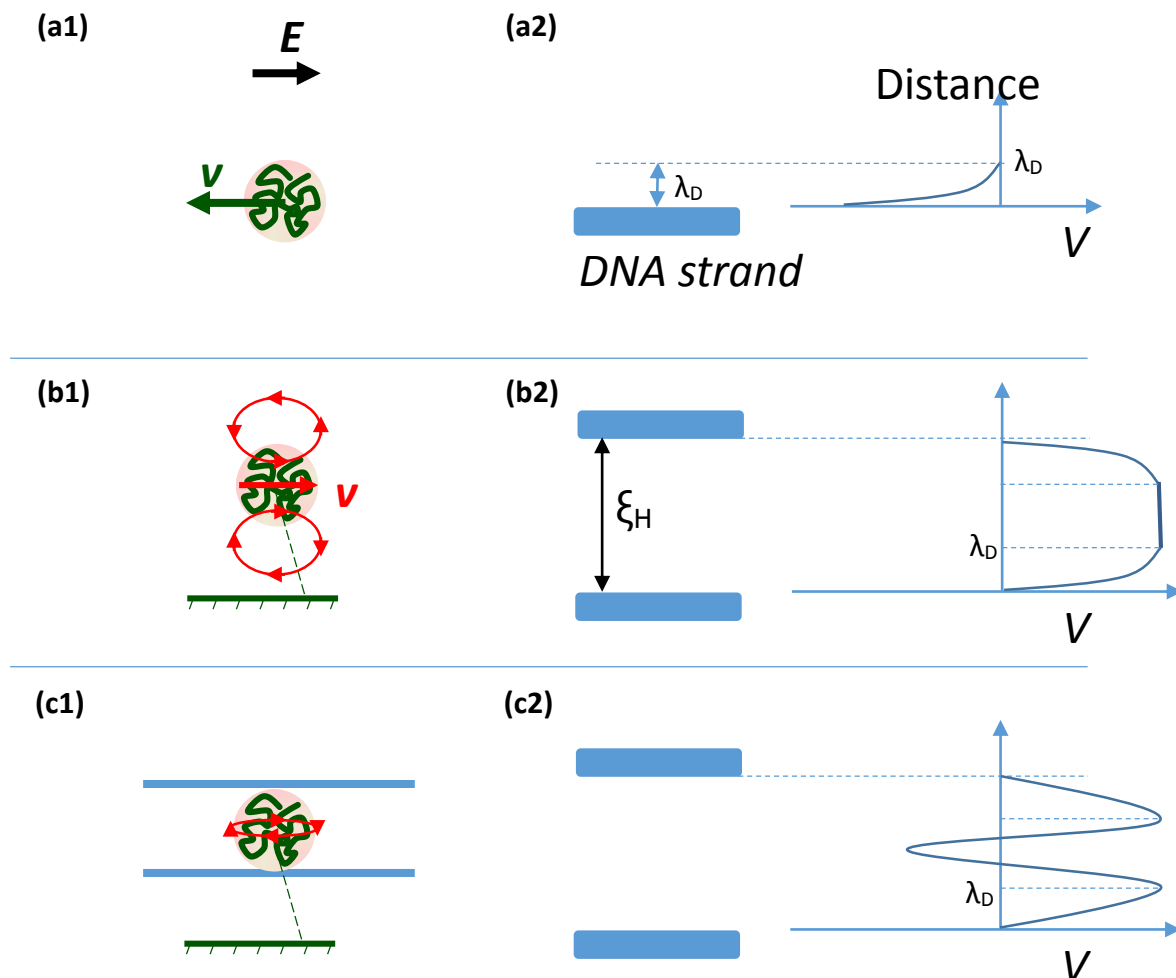 (a1)
E
v
(a2)
Distance
λD
λD
V
DNA strand
(b1)
v
(b2)
ξH
λD
V
(c1)
(c2)
λD
V